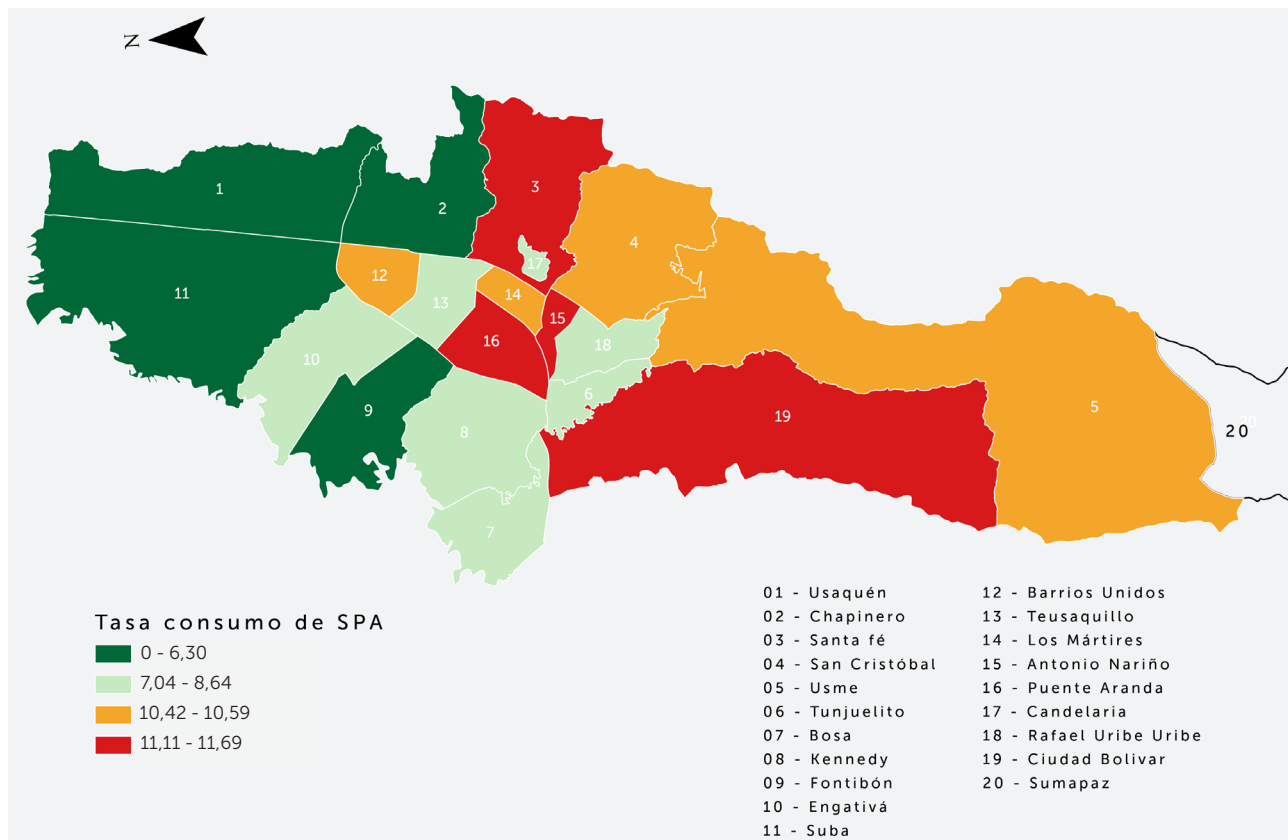 N
1
2
3
4
17
12
11
13
14
15
16
18
10
6
9
8
19
5
20
20
7
Tasa consumo de SPA
0 - 6,30
7,04 - 8,64
10,42 - 10,59
11,11 - 11,69
01 - Usaquén
02 - Chapinero
03 - Santa fé
04 - San Cristóbal
05 - Usme
06 - Tunjuelito
07 - Bosa
08 - Kennedy
09 - Fontibón
10 - Engativá
11 - Suba
12 - Barrios Unidos
13 - Teusaquillo
14 - Los Mártires
15 - Antonio Nariño
16 - Puente Aranda
17 - Candelaria
18 - Rafael Uribe Uribe
19 - Ciudad Bolivar
20 - Sumapaz